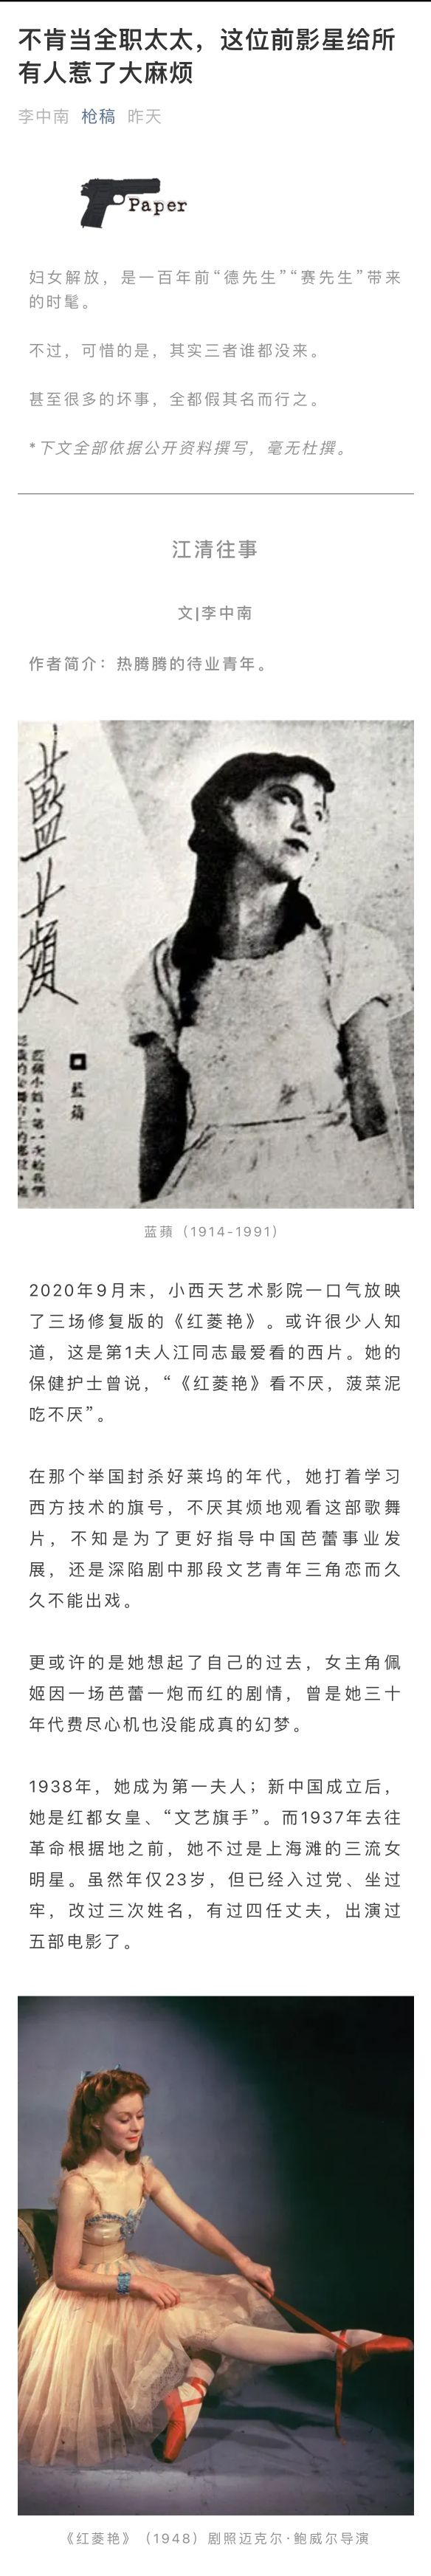 不肯当全职太太，这位前影星给所
有人惹了大麻烦
李中南 枪稿 昨天
Paper
妇女解放，是一百年前“德先生”“赛先生”带来
的时髦。
不过，可惜的是，其实三者谁都没来。
甚至很多的坏事，全都假其名而行之。
*下文全部依据公开资料撰写，毫无杜撰。
江清往事
文|李中南
作者简介：热腾腾的待业青年。
藍蘋
藍蘋
蓝蘋（1914-1991）
2020年9月末，小西天艺术影院一口气放映
了三场修复版的《红菱艳》。或许很少人知
道，这是第1夫人江同志最爱看的西片。她的
保健护士曾说，“《红菱艳》看不厌，菠菜泥
吃不厌”。
在那个举国封杀好莱坞的年代，她打着学习
西方技术的旗号，不厌其烦地观看这部歌舞
片，不知是为了更好指导中国芭蕾事业发
展，还是深陷剧中那段文艺青年三角恋而久
久不能出戏。
更或许的是她想起了自己的过去，女主角佩
姬因一场芭蕾一炮而红的剧情，曾是她三十
年代费尽心机也没能成真的幻梦。
1938年，她成为第一夫人；新中国成立后，
她是红都女皇、“文艺旗手”。而1937年去往
革命根据地之前，她不过是上海滩的三流女
明星。虽然年仅23岁，但已经入过党、坐过
牢，改过三次姓名，有过四任丈夫，出演过
五部电影了。
《红菱艳》（1948）剧照迈克尔·鲍威尔导演